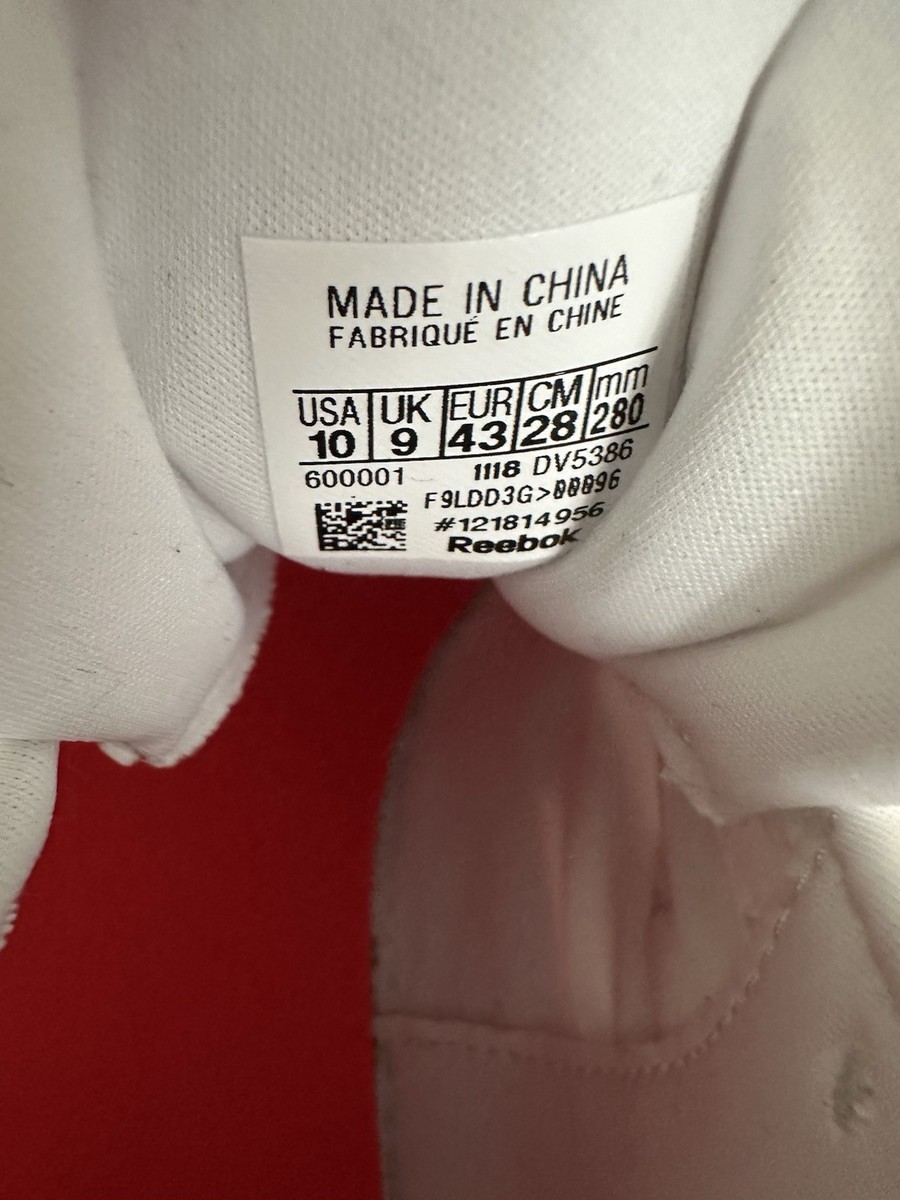 MADE IN CHINA
FABRIQUÉ EN CHINE
USA UK EUR CM mm
10 9 43 28 280
600001 1118 DV5386
F9LDD3G>00096
#121814956
Reebok